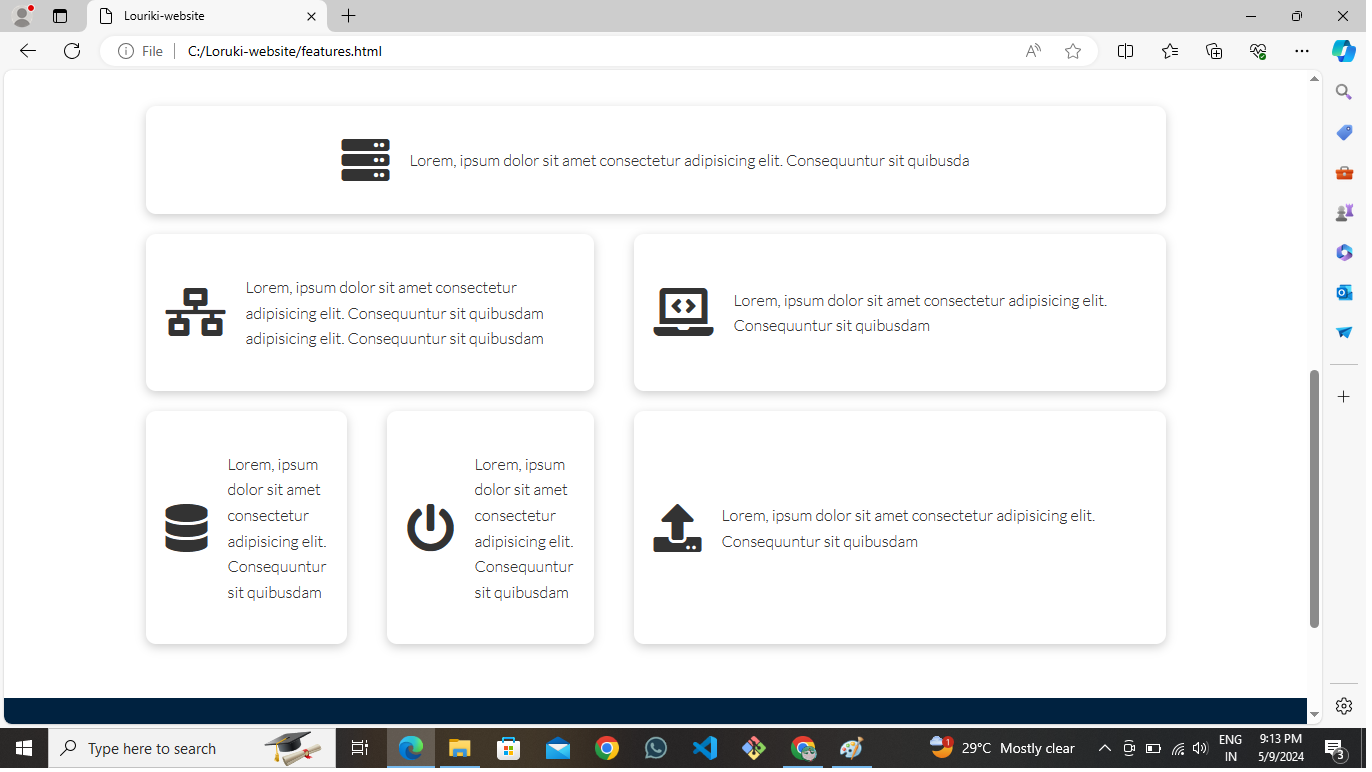 Louriki-website
File
C:/Loruki-website/features.html
Lorem, ipsum dolor sit amet consectetur adipisicing elit. Consequuntur sit quibusda
Lorem, ipsum dolor sit amet consectetur
adipisicing elit. Consequuntur sit quibusdam
adipisicing elit. Consequuntur sit quibusdam
Lorem, ipsum dolor sit amet consectetur adipisicing elit.
Consequuntur sit quibusdam
Lorem, ipsum
dolor sit amet
consectetur
adipisicing elit.
Consequuntur
sit quibusdam
Lorem, ipsum
dolor sit amet
consectetur
adipisicing elit.
Consequuntur
sit quibusdam
Lorem, ipsum dolor sit amet consectetur adipisicing elit.
Consequuntur sit quibusdam
Type here to search
1
29°C Mostly clear
ENG
IN
9:13 PM
5/9/2024
3